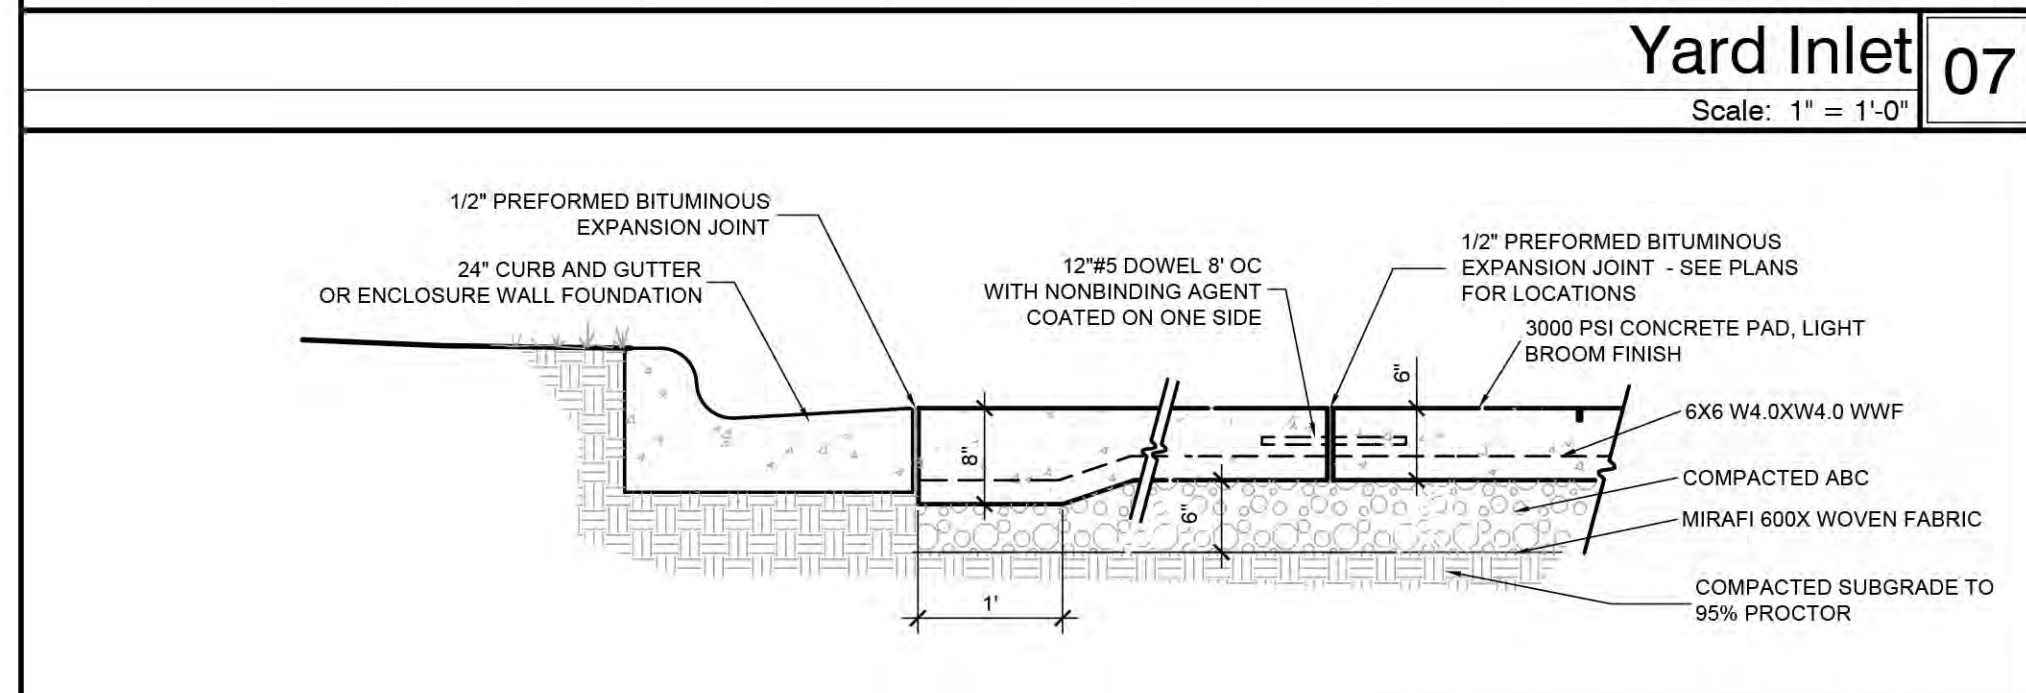 Yard Inlet
07
Scale: 1" = 1'-0"
1/2" PREFORMED BITUMINOUS
EXPANSION JOINT
24" CURB AND GUTTER
OR ENCLOSURE WALL FOUNDATION
12"#5 DOWEL 8' OC
WITH NONBINDING AGENT
COATED ON ONE SIDE
1/2" PREFORMED BITUMINOUS
EXPANSION JOINT - SEE PLANS
FOR LOCATIONS
3000 PSI CONCRETE PAD, LIGHT
BROOM FINISH
6"
6X6 W4.0XW4.0 WWF
8"
COMPACTED ABC
6"
MIRAFI 600X WOVEN FABRIC
COMPACTED SUBGRADE TO
95% PROCTOR
1'